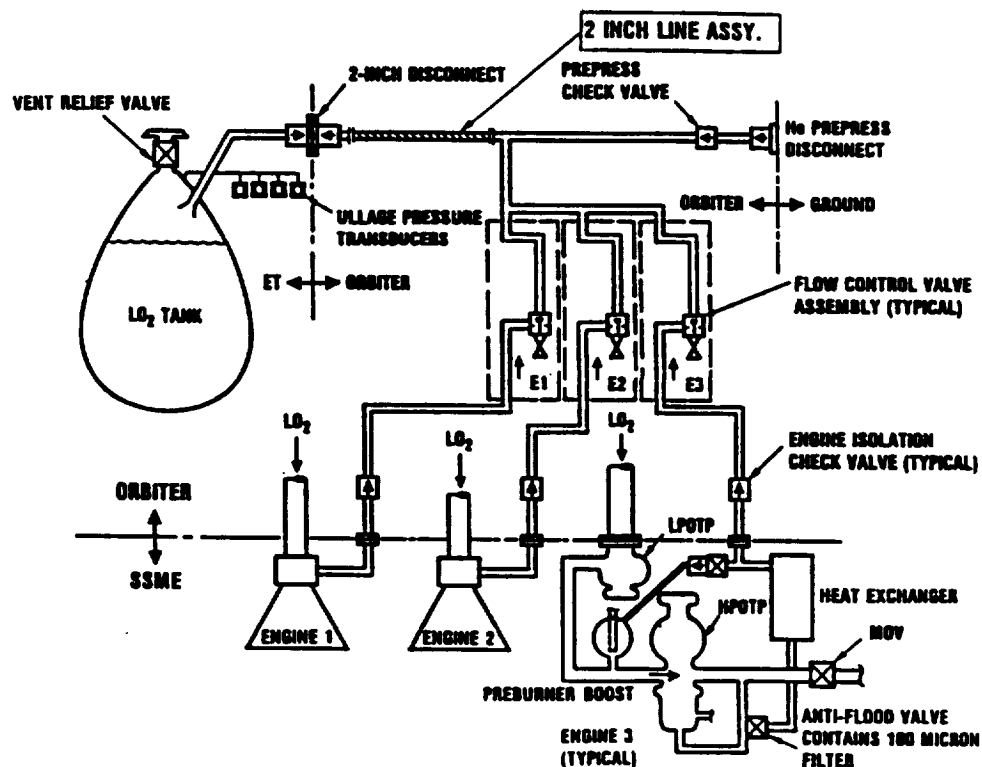 2 INCH LINE ASSY.
2-INCH DISCONNECT
PREPRESS
CHECK VALVE
VENT RELIEF VALVE
He PREPRESS
DISCONNECT
ULLAGE PRESSURE
TRANSDUCERS
ORBITER
GROUND
ET
ORBITER
FLOW CONTROL VALVE
ASSEMBLY (TYPICAL)
LO2 TANK
E1
E2
E3
LO2
LO2
LO2
ENGINE ISOLATION
CHECK VALVE (TYPICAL)
ORBITER
SSME
LPOTP
HEAT EXCHANGER
HPOTP
MOV
ENGINE 1
ENGINE 2
PREBURNER BOOST
ENGINE 3
(TYPICAL)
ANTI-FLOOD VALVE
CONTAINS 100 MICRON
FILTER